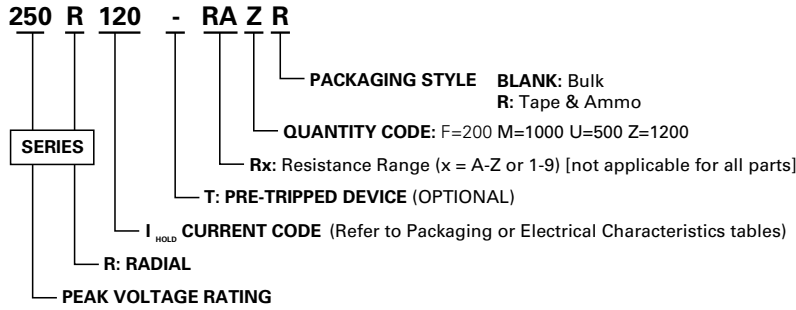 250 R 120 - RA Z R
PACKAGING STYLE BLANK: Bulk
R: Tape & Ammo
QUANTITY CODE: F=200 M=1000 U=500 Z=1200
SERIES
Rx: Resistance Range (x = A-Z or 1-9) [not applicable for all parts]
T: PRE-TRIPPED DEVICE (OPTIONAL)
I HOLD CURRENT CODE (Refer to Packaging or Electrical Characteristics tables)
R: RADIAL
PEAK VOLTAGE RATING